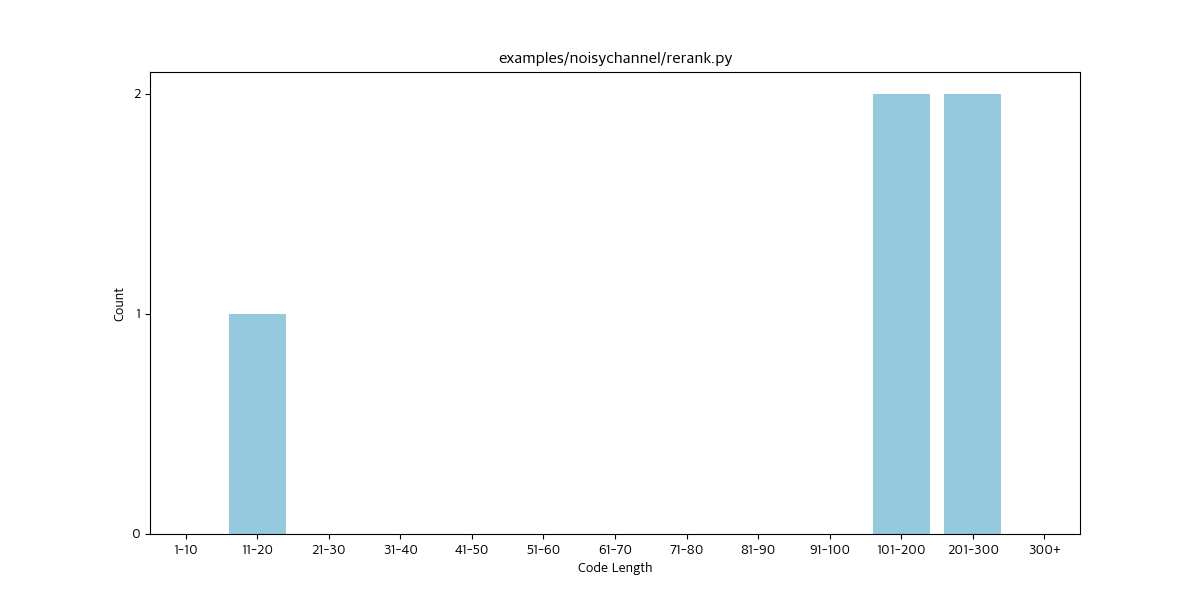 examples/noisychannel/rerank.py
Count
2
1
0
1-10 11-20 21-30 31-40 41-50 51-60 61-70 71-80 81-90 91-100 101-200 201-300 300+
Code Length